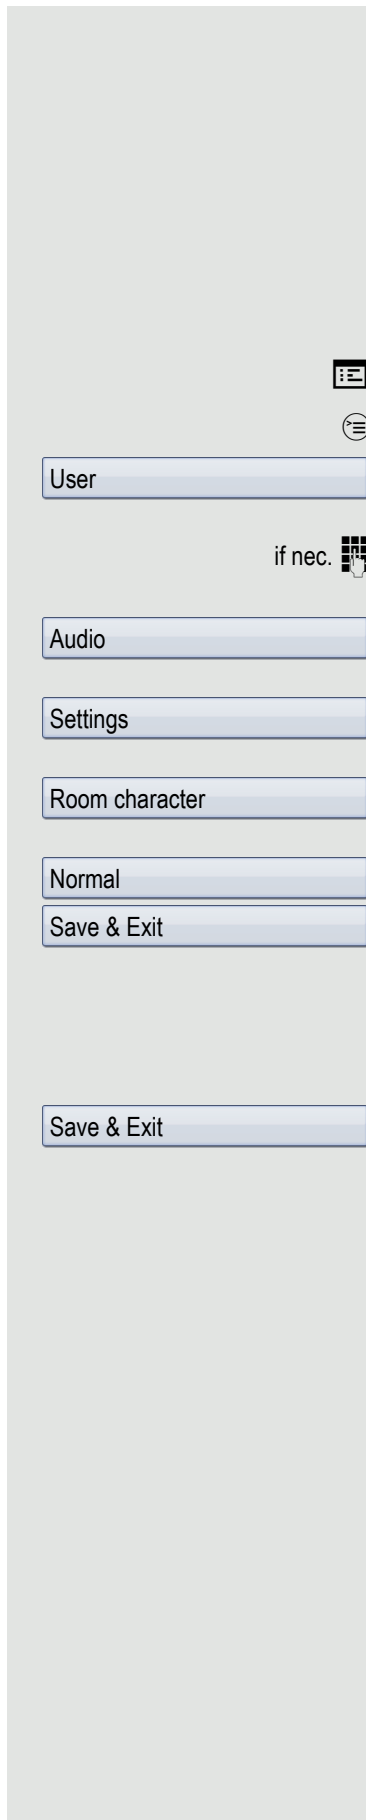 User
if nec.
Audio
Settings
Room character
Normal
Save & Exit
Save & Exit